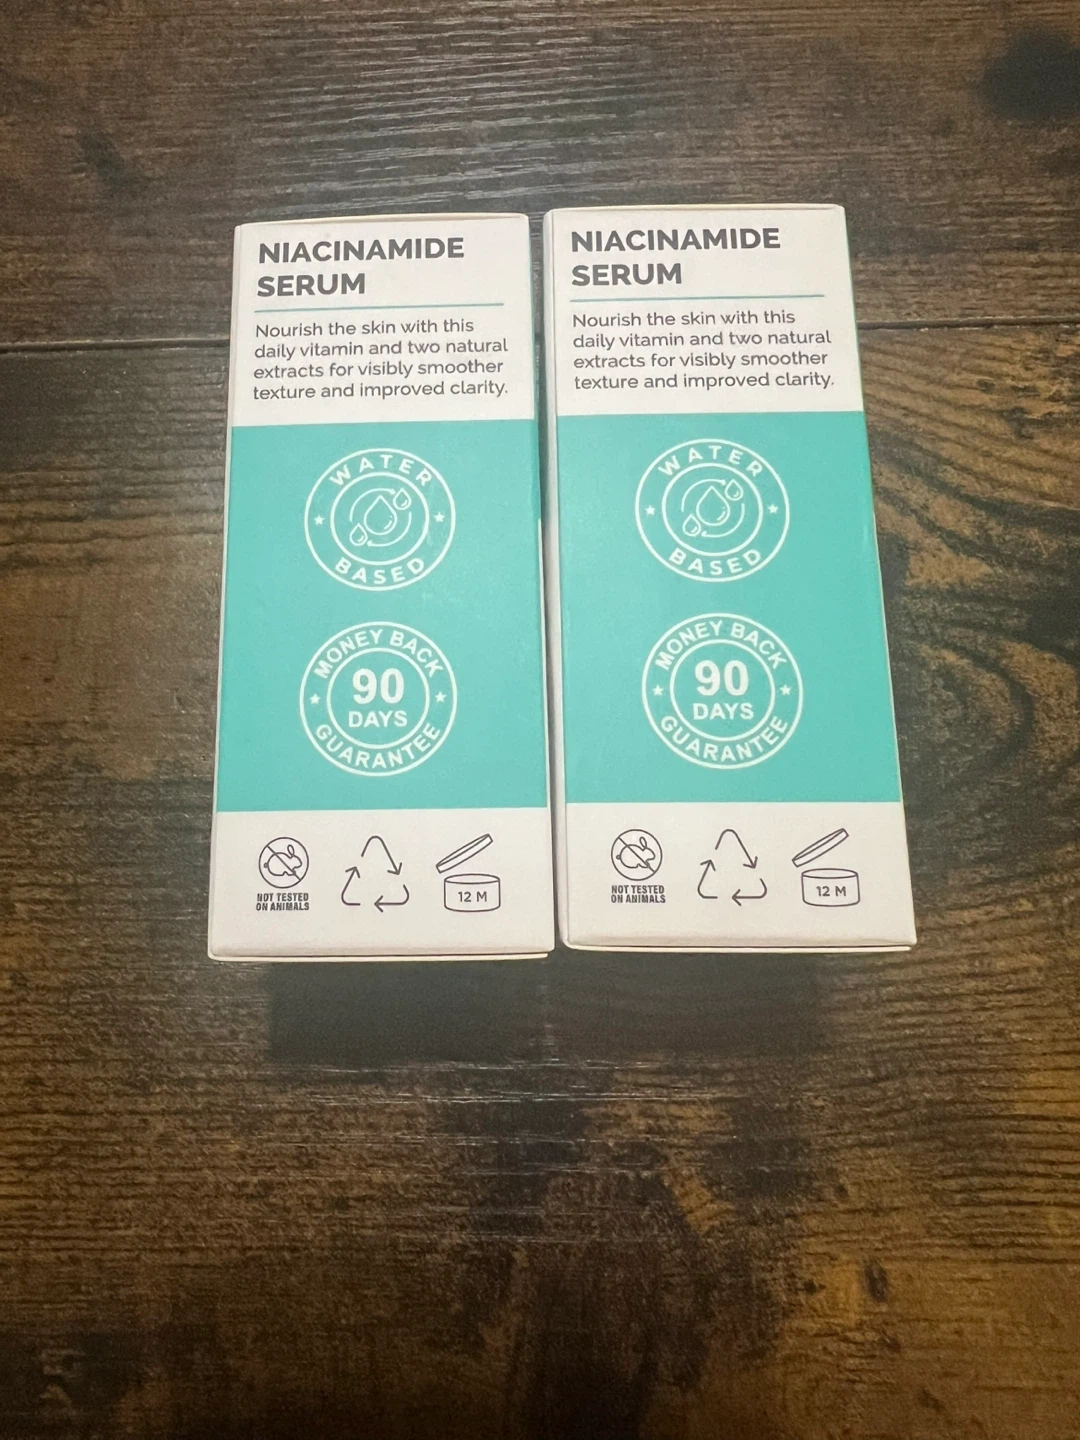 NIACINAMIDE
SERUM
Nourish the skin with this
daily vitamin and two natural
extracts for visibly smoother
texture and improved clarity.
WATER
BASED
MONEY BACK
90
DAYS
GUARANTEE
NOT TESTED
ON ANIMALS
12 M
NIACINAMIDE
SERUM
Nourish the skin with this
daily vitamin and two natural
extracts for visibly smoother
texture and improved clarity.
WATER
BASED
MONEY BACK
90
DAYS
GUARANTEE
NOT TESTED
ON ANIMALS
12 M